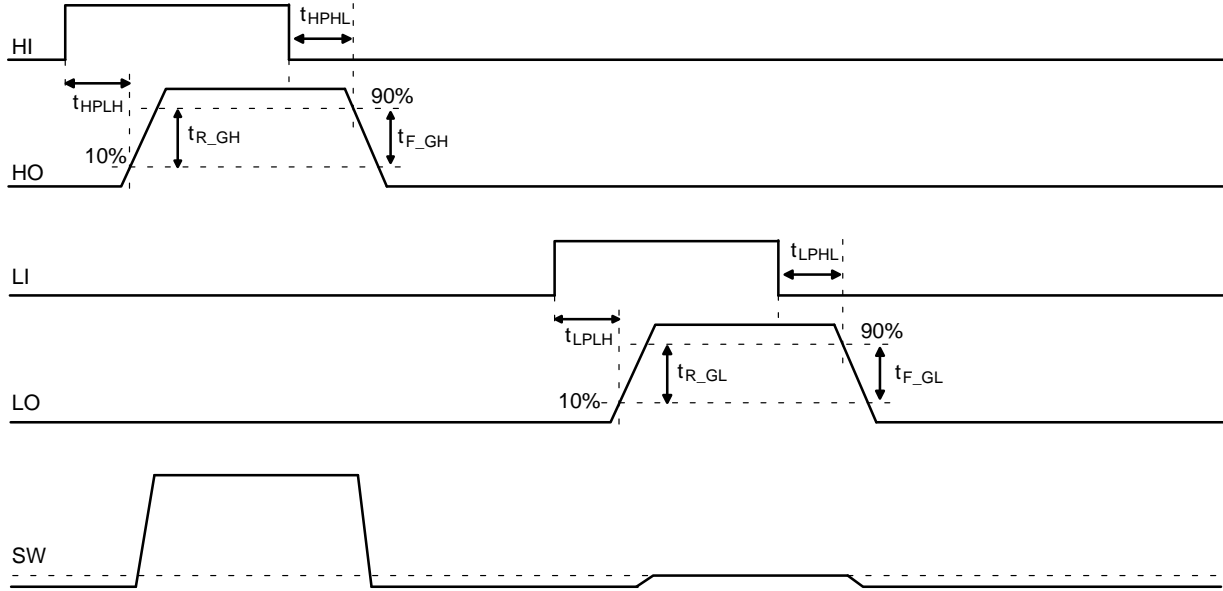 HI
tHPHL
tHPLH
90%
tR_GH
tF_GH
10%
HO
LI
tLPHL
tLPLH
90%
tR_GL
tF_GL
10%
LO
SW